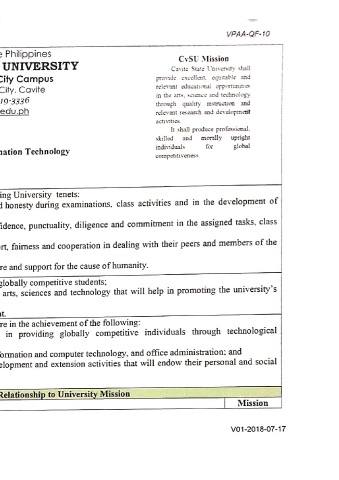 VPAA-QF-10
e Philippines
UNIVERSITY
City Campus
City, Cavite
19-3336
edu.ph
CvSU Mission
Cavite State University shall
provide excellent, equitable and
relevant educational opportunities
in the arts, science and technology
through quality instruction and
relevant research and development
activities.
It shall produce professional,
skilled and morally upright
individuals for global
competitiveness.
nation Technology
ing University tenets:
d honesty during examinations, class activities and in the development of
idence, punctuality, diligence and commitment in the assigned tasks, class
rt, fairness and cooperation in dealing with their peers and members of the
re and support for the cause of humanity.
globally competitive students;
arts, sciences and technology that will help in promoting the university's
nt.
re in the achievement of the following:
in providing globally competitive individuals through technological
formation and computer technology, and office administration; and
elopment and extension activities that will endow their personal and social
Relationship to University Mission
Mission
V01-2018-07-17